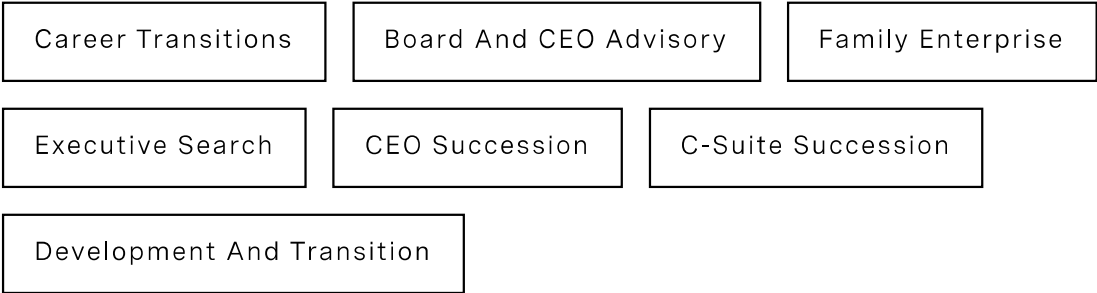 Career Transitions
Board And CEO Advisory
Family Enterprise
Executive Search
CEO Succession
C-Suite Succession
Development And Transition